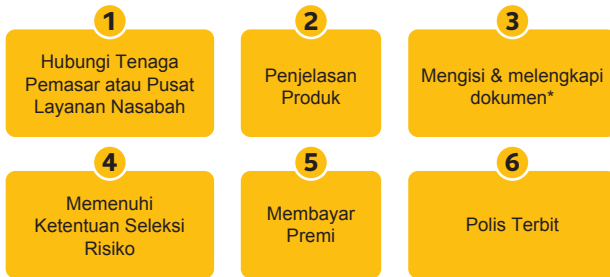 1
Hubungi Tenaga
Pemasar atau Pusat
Layanan Nasabah
2
Penjelasan
Produk
3
Mengisi & melengkapi
dokumen*
4
Memenuhi
Ketentuan Seleksi
Risiko
5
Membayar
Premi
6
Polis Terbit